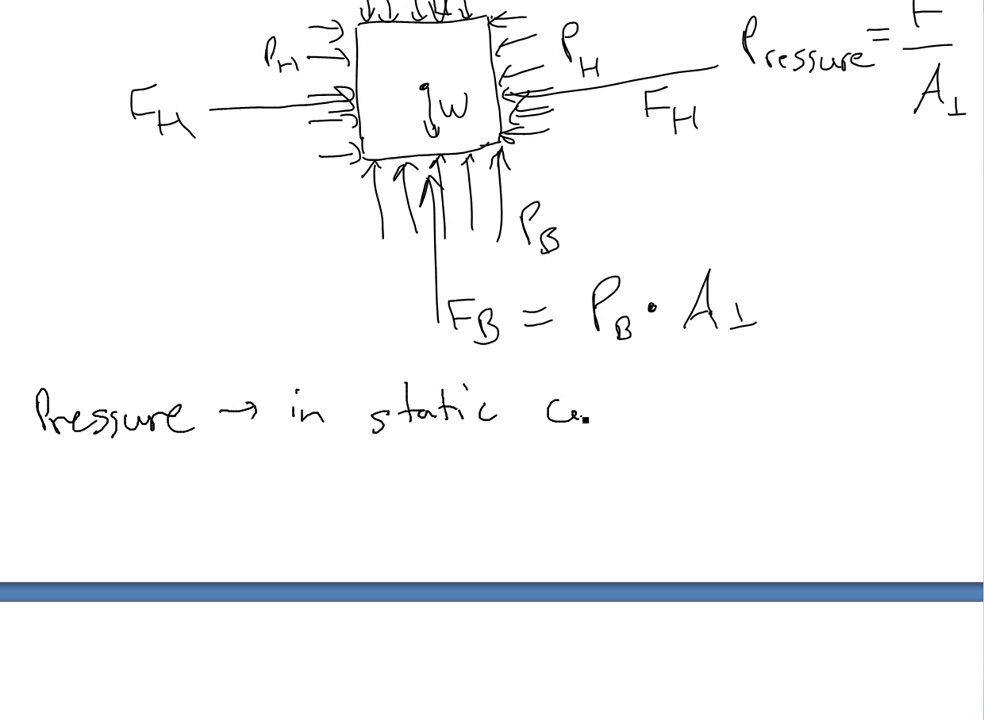 P_H
P_H
Pressure = F/A⊥
F_H
W
F_H
P_B
F_B = P_B · A⊥
Pressure → in static